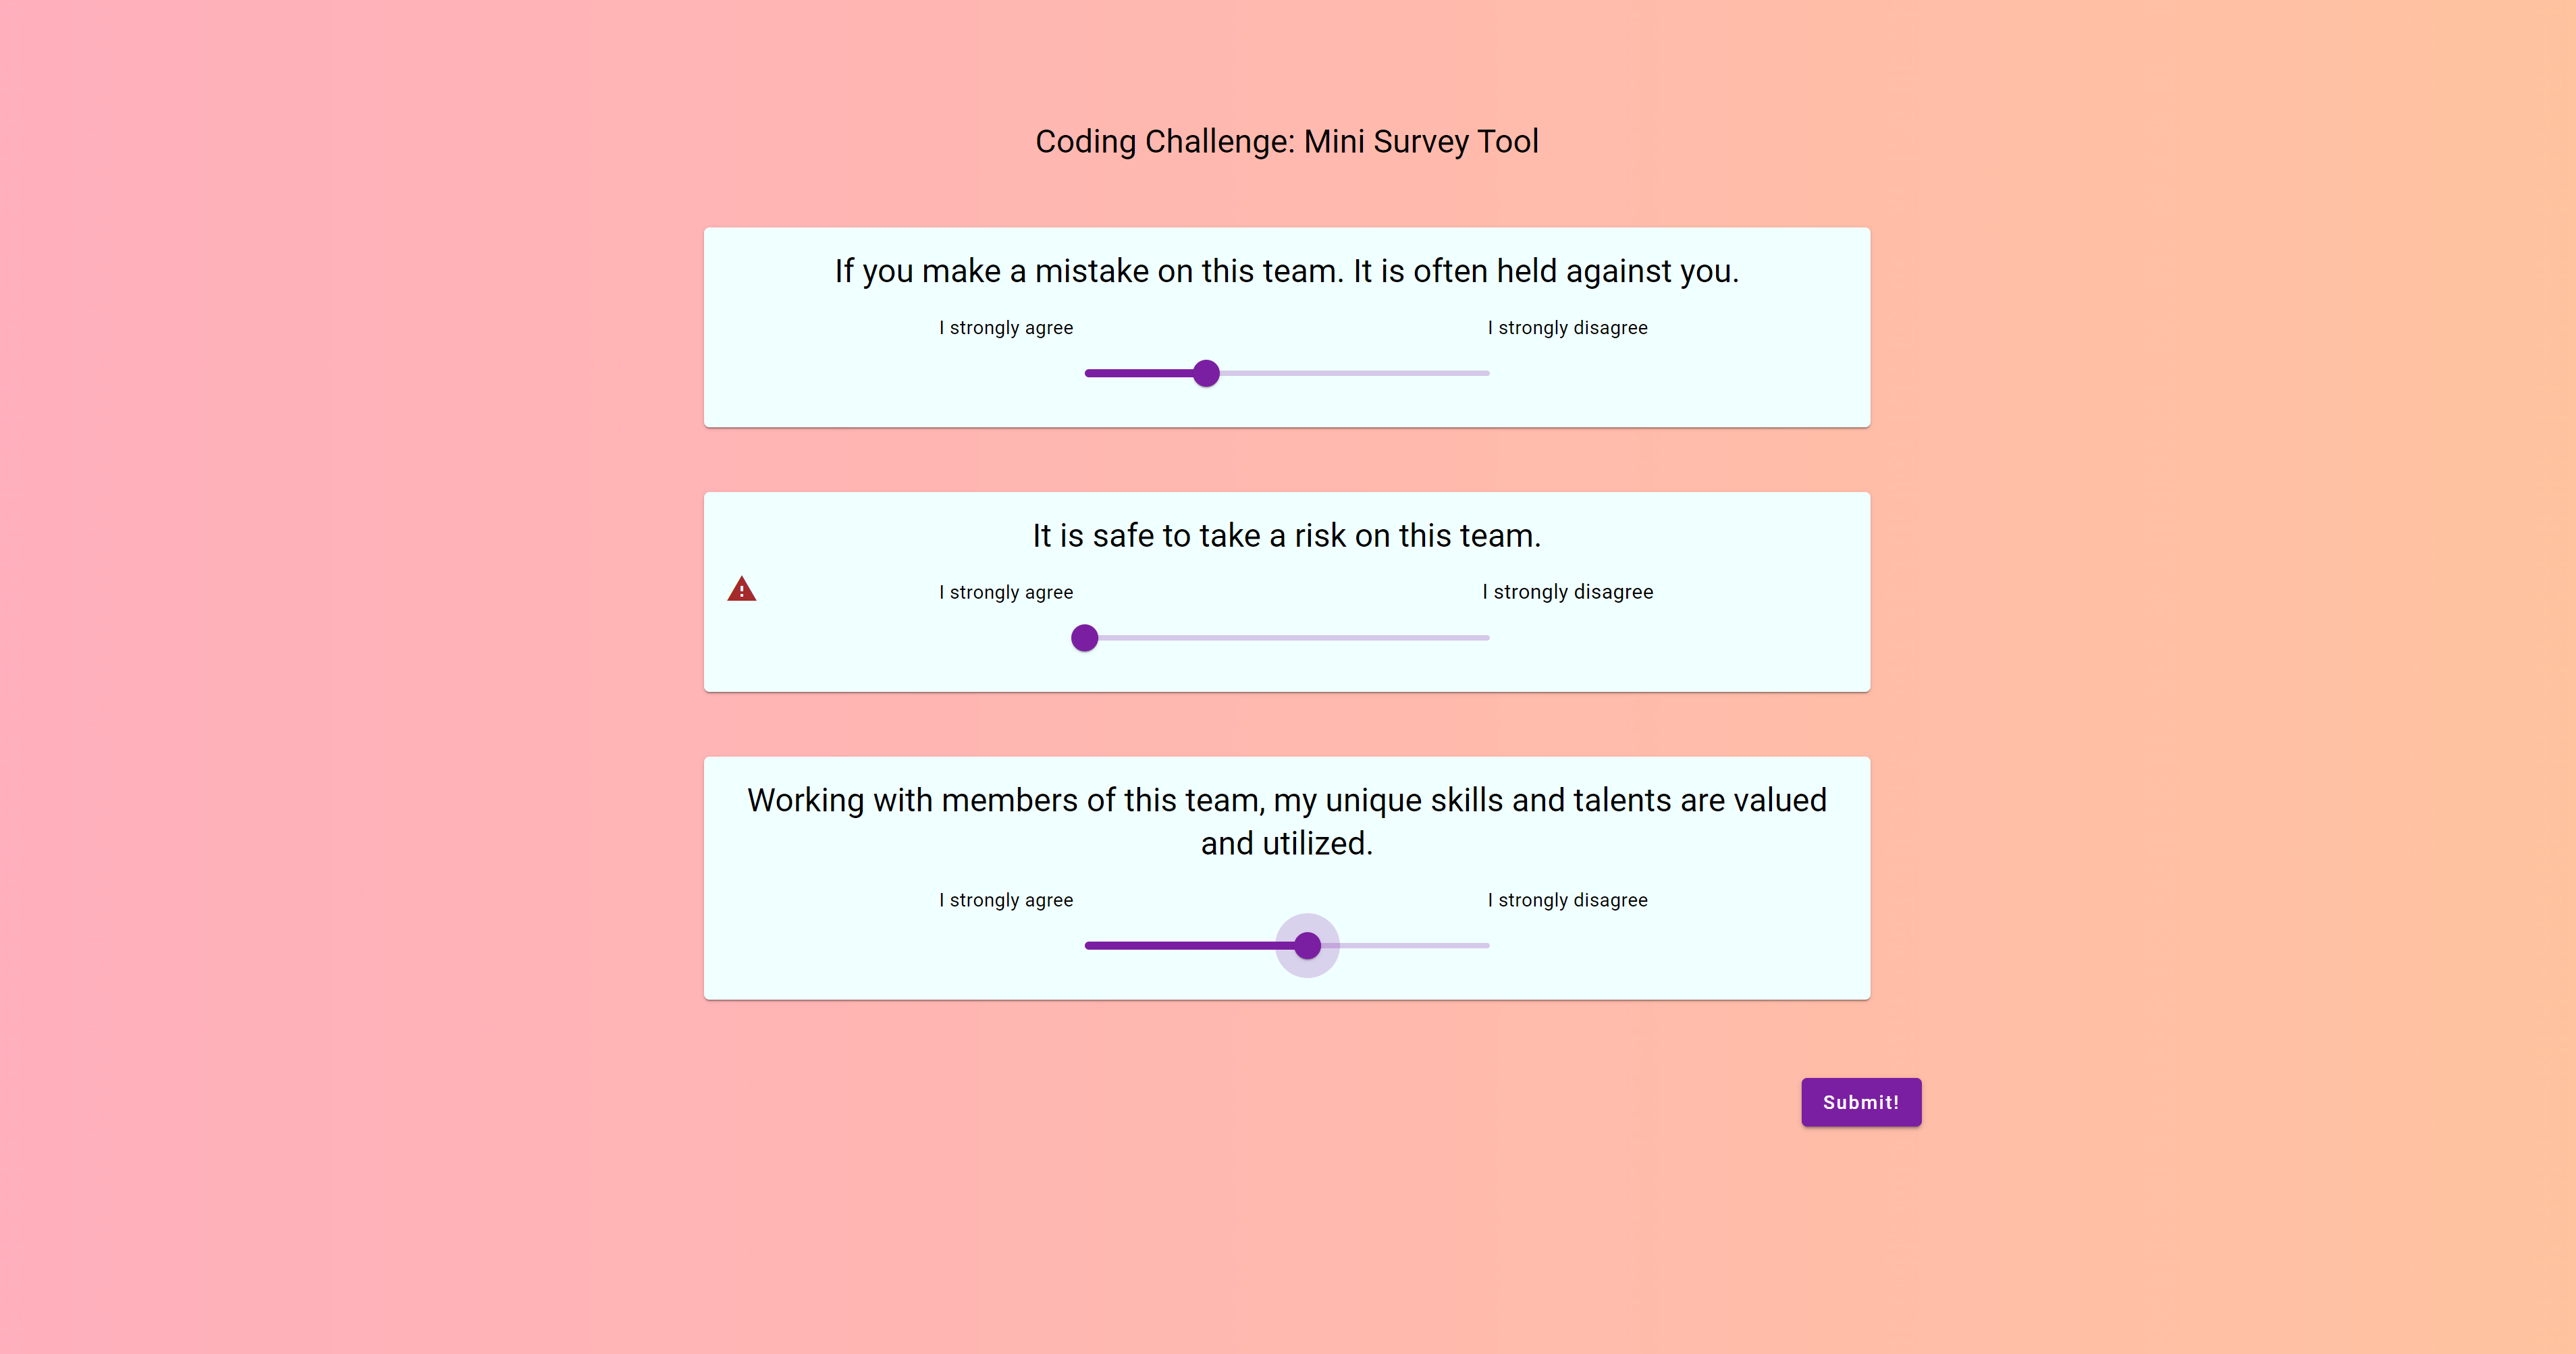 Coding Challenge: Mini Survey Tool
If you make a mistake on this team. It is often held against you.
I strongly agree
I strongly disagree
It is safe to take a risk on this team.
I strongly agree
I strongly disagree
Working with members of this team, my unique skills and talents are valued
and utilized.
I strongly agree
I strongly disagree
Submit!